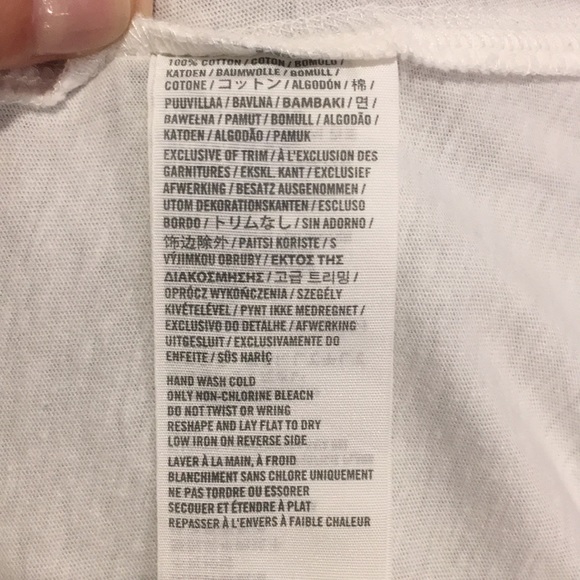 100% COTTON / COTON / BOMULD /
KATOEN / BAUMWOLLE / BOMULL /
COTONE / コットン / ALGODÓN / 棉 /
PUUVILLAA / BAVLNA / BAMBAKI / 면 /
BAWEŁNA / PAMUT / BOMULL / ALGODÃO /
KATOEN / ALGODÃO / PAMUK
EXCLUSIVE OF TRIM / À L'EXCLUSION DES
GARNITURES / EKSKL. KANT / EXCLUSIEF
AFWERKING / BESATZ AUSGENOMMEN /
UTOM DEKORATIONSKANTEN / ESCLUSO
BORDO / トリムなし / SIN ADORNO /
饰边除外 / PAITSI KORISTE / S
VÝJIMKOU OBRUBY / ΕΚΤΟΣ ΤΗΣ
ΔΙΑΚΟΣΜΗΣΗΣ / 고급 트리밍 /
OPRÓCZ WYKOŃCZENIA / SZEGÉLY
KIVÉTELÉVEL / PYNT IKKE MEDREGNET /
EXCLUSIVO DO DETALHE / AFWERKING
UITGESLUIT / EXCLUSIVAMENTE DO
ENFEITE / SÜS HARİÇ
HAND WASH COLD
ONLY NON-CHLORINE BLEACH
DO NOT TWIST OR WRING
RESHAPE AND LAY FLAT TO DRY
LOW IRON ON REVERSE SIDE
LAVER À LA MAIN, À FROID
BLANCHIMENT SANS CHLORE UNIQUEMENT
NE PAS TORDRE OU ESSORER
SECOUER ET ÉTENDRE À PLAT
REPASSER À L'ENVERS À FAIBLE CHALEUR